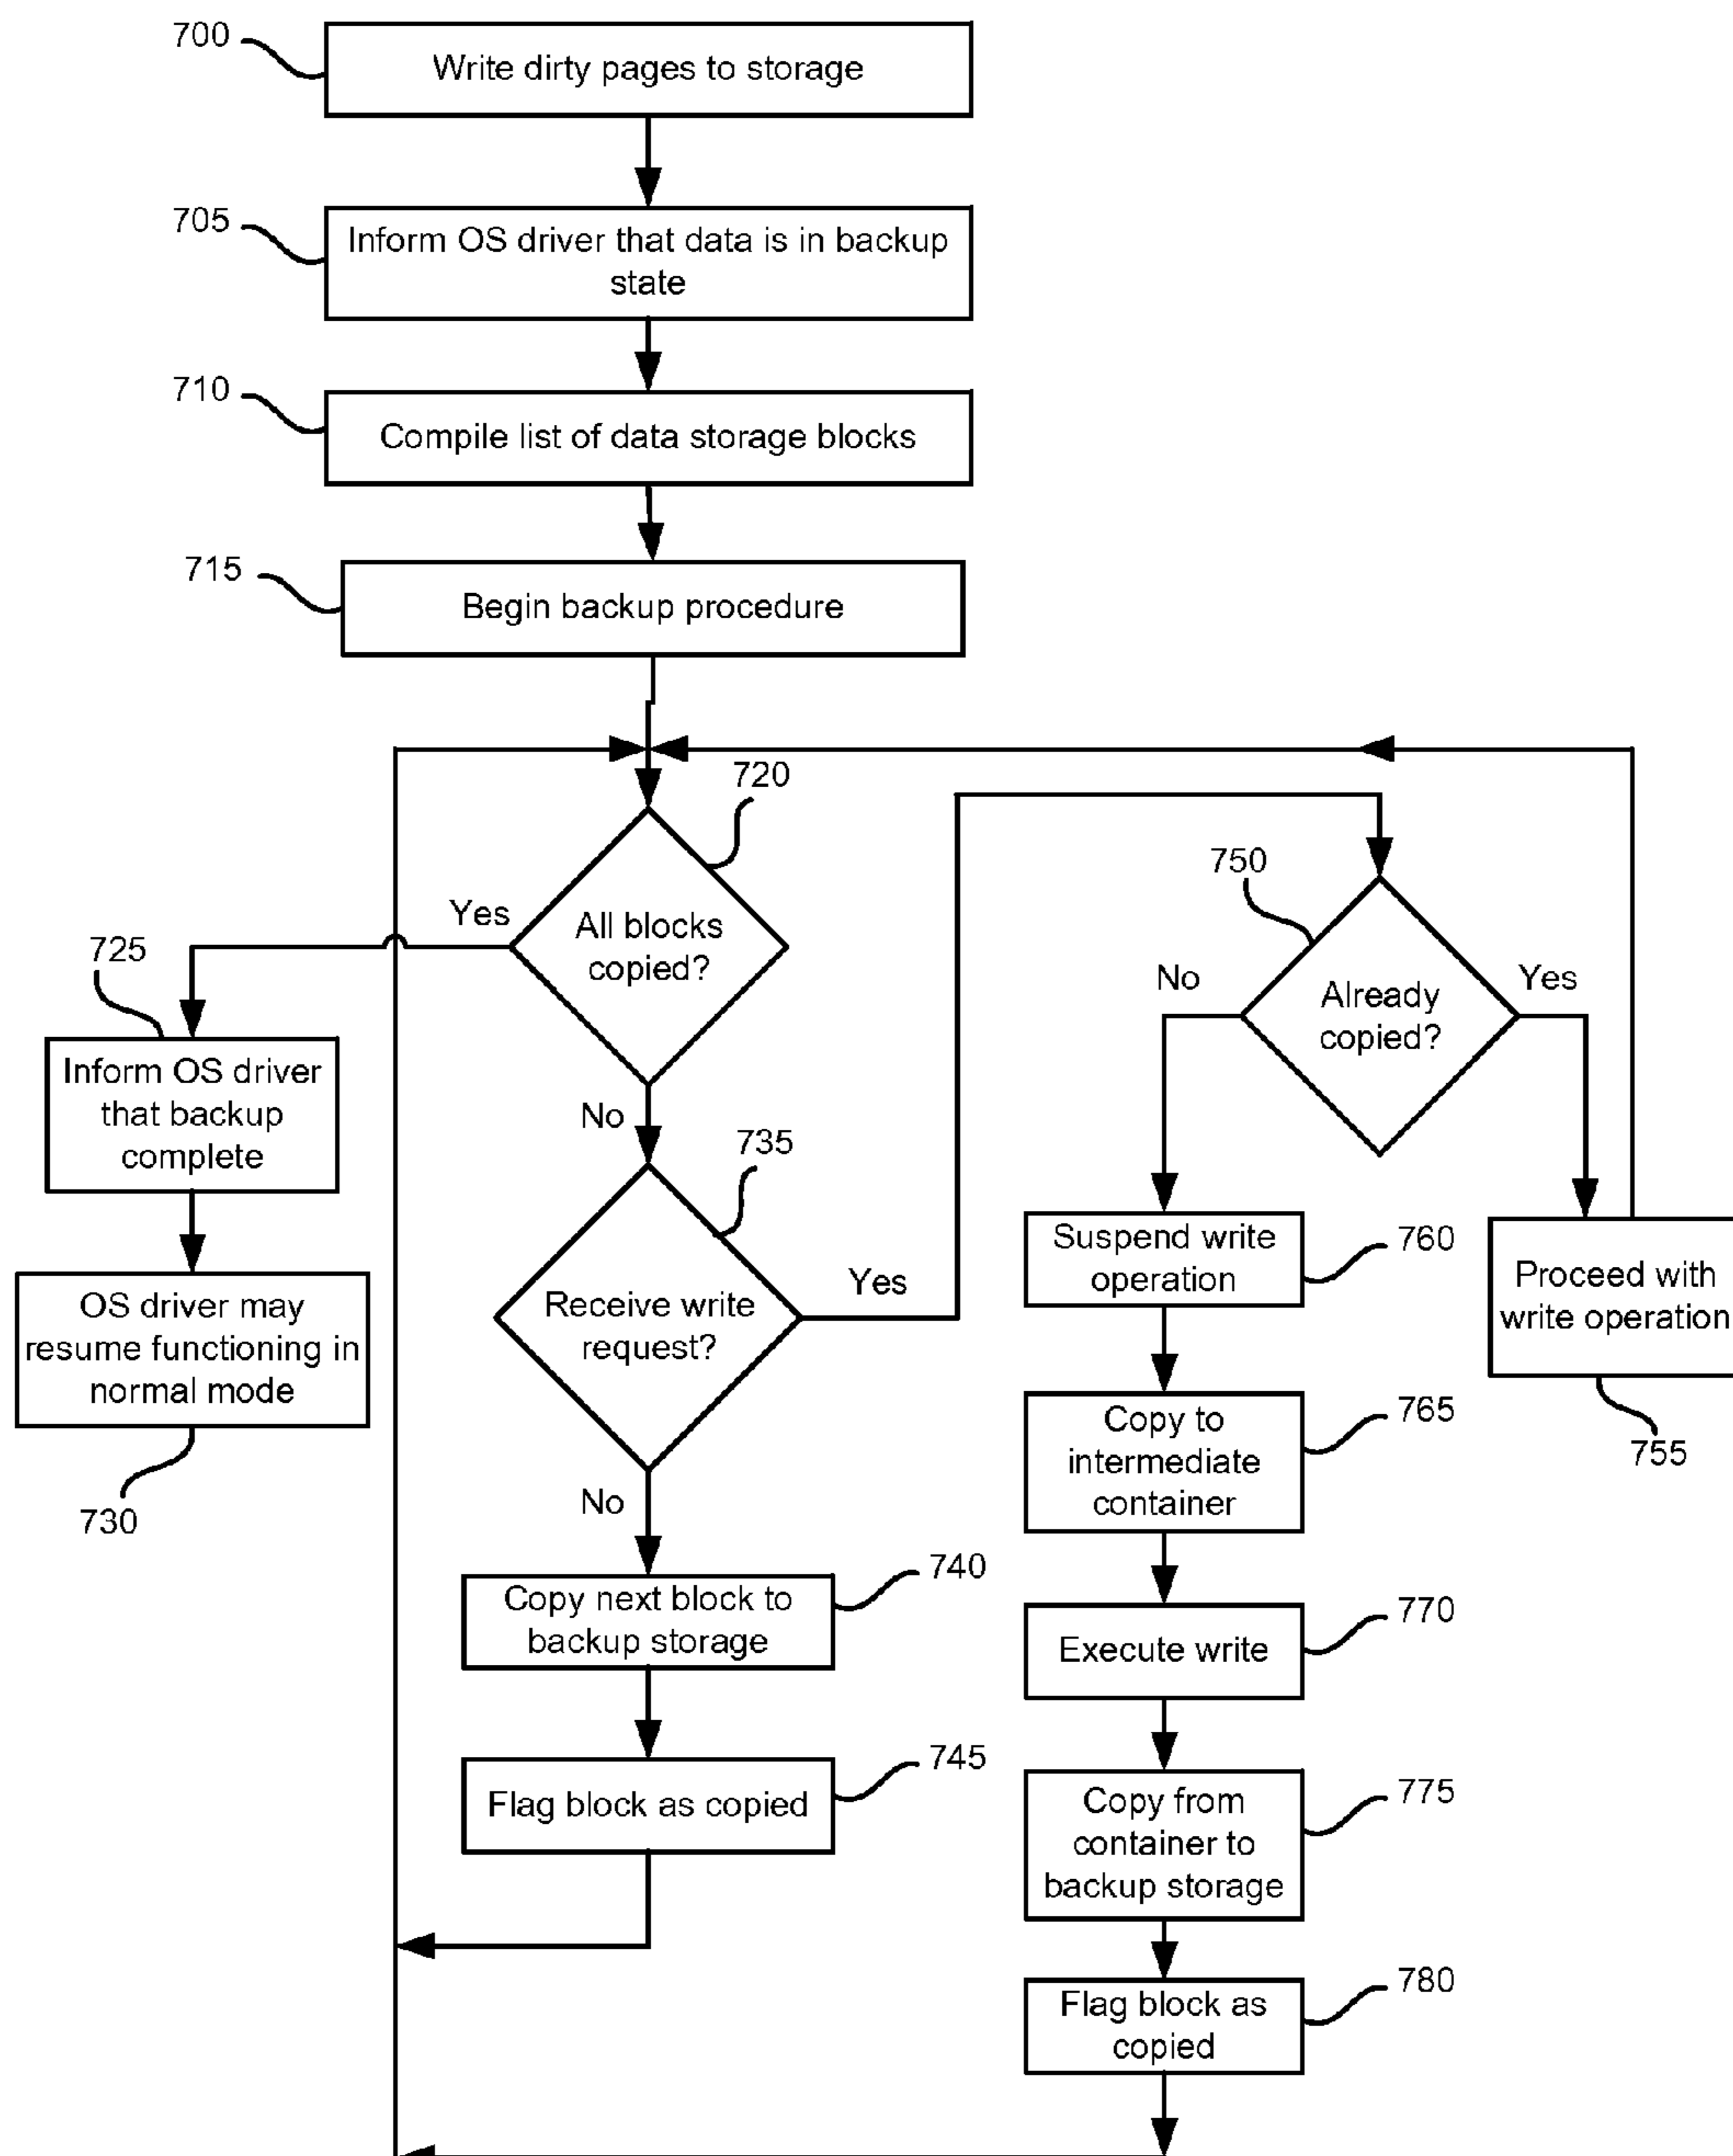 700
Write dirty pages to storage
705
Inform OS driver that data is in backup
state
710
Compile list of data storage blocks
715
Begin backup procedure
720
All blocks
copied?
Yes
No
725
Inform OS driver
that backup
complete
OS driver may
resume functioning in
normal mode
730
735
Receive write
request?
Yes
No
740
Copy next block to
backup storage
745
Flag block as copied
750
Already
copied?
No
Yes
Proceed with
write operation
755
Suspend write
operation
760
Copy to
intermediate
container
765
Execute write
770
Copy from
container to
backup storage
775
Flag block as
copied
780